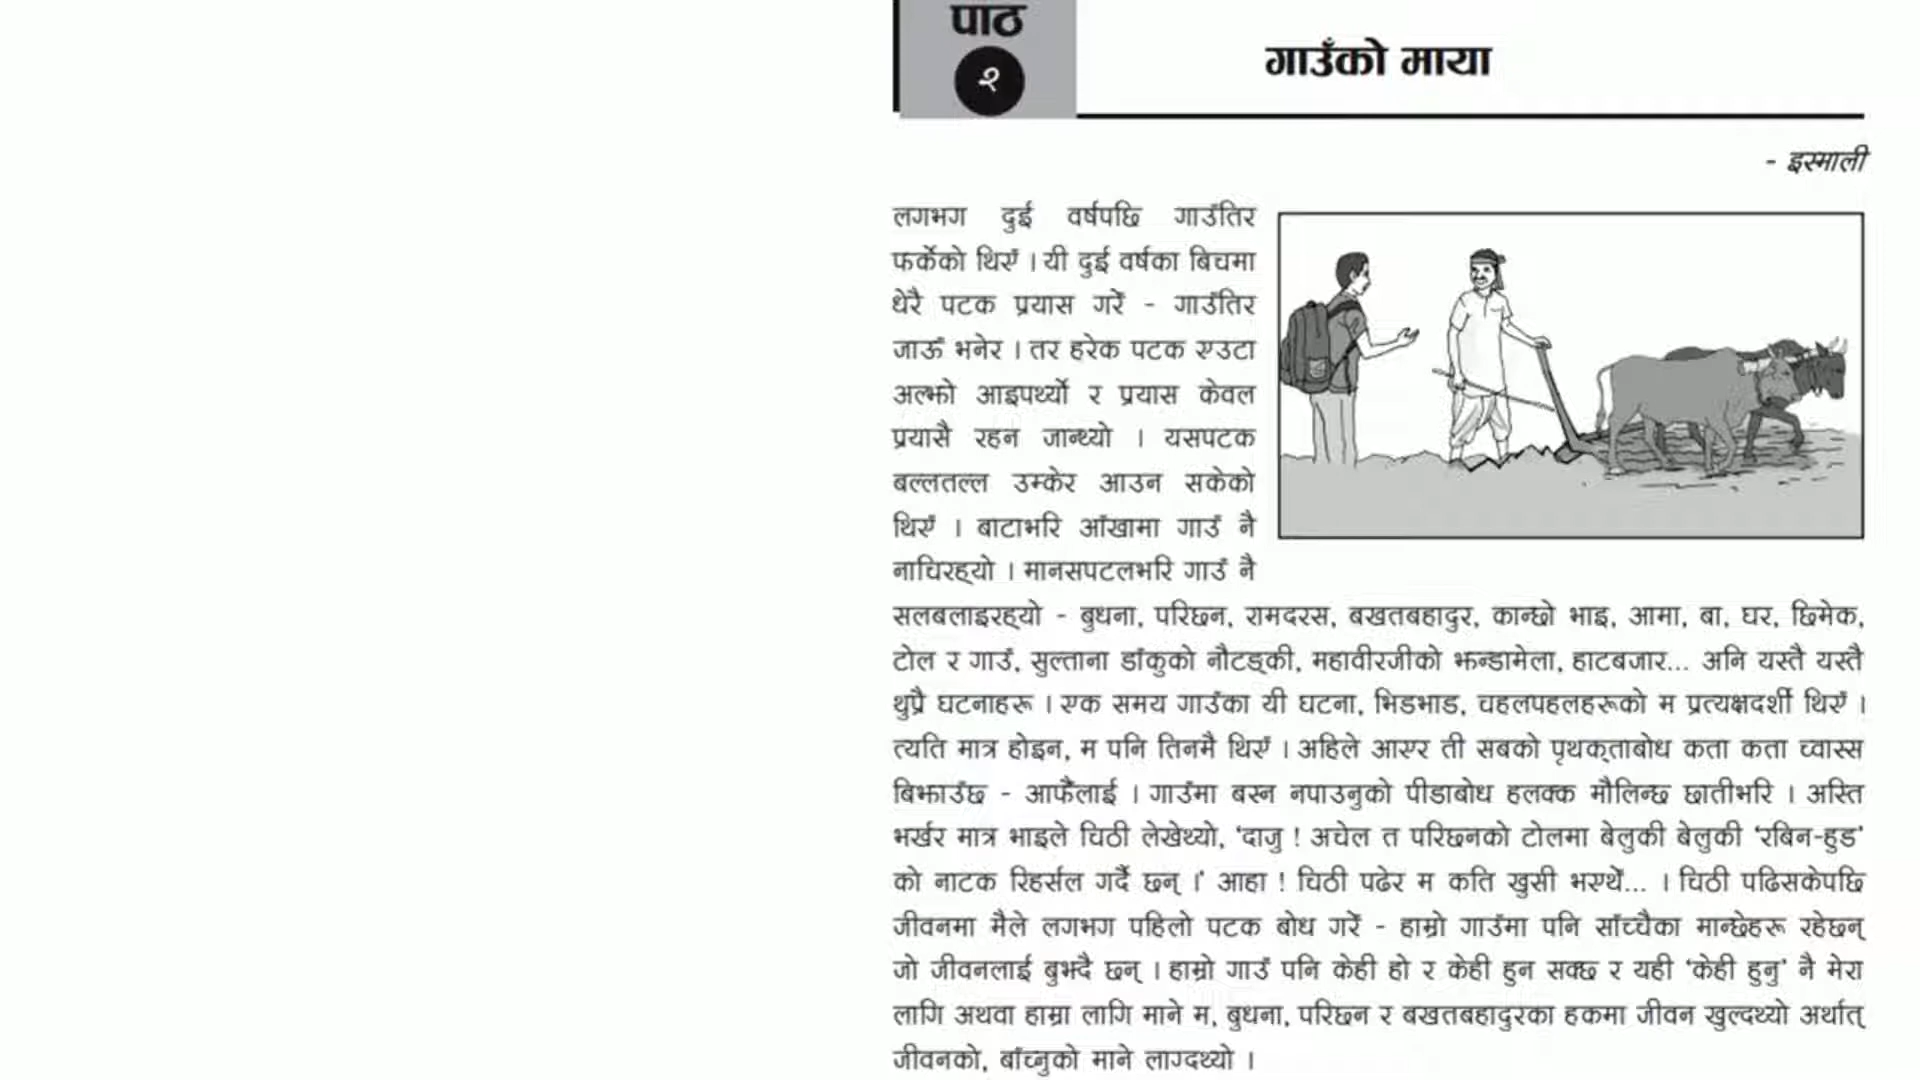 पाठ
२
गाउँको माया
- इस्माली
लगभग दुई वर्षपछि गाउँतिर
फर्केको थिएँ । यी दुई वर्षका बिचमा
धेरै पटक प्रयास गरेँ - गाउँतिर
जाऊँ भनेर । तर हरेक पटक एउटा
अल्झो आइपर्थ्यो र प्रयास केवल
प्रयासै रहन जान्थ्यो । यसपटक
बल्लतल्ल उम्केर आउन सकेको
थिएँ । बाटाभरि आँखामा गाउँ नै
नाचिरह्यो । मानसपटलभरि गाउँ नै
सलबलाइरह्यो - बुधना, परिछन, रामदरस, बखतबहादुर, कान्छो भाइ, आमा, बा, घर, छिमेक,
टोल र गाउँ, सुल्ताना डाँकुको नौटङ्की, महावीरजीको झन्डामेला, हाटबजार... अनि यस्तै यस्तै
थुप्रै घटनाहरू । एक समय गाउँका यी घटना, भिडभाड, चहलपहलहरूको म प्रत्यक्षदर्शी थिएँ ।
त्यति मात्र होइन, म पनि तिनमै थिएँ । अहिले आएर ती सबको पृथक्ताबोध कता कता च्वास्स
बिझाउँछ - आफैँलाई । गाउँमा बस्न नपाउनुको पीडाबोध हलक्क मौलिन्छ छातीभरि । अस्ति
भर्खर मात्र भाइले चिठी लेखेथ्यो, 'दाजु ! अचेल त परिछनको टोलमा बेलुकी बेलुकी 'रबिन-हुड'
को नाटक रिहर्सल गर्दै छन् ।' आहा ! चिठी पढेर म कति खुसी भएथेँ... । चिठी पढिसकेपछि
जीवनमा मैले लगभग पहिलो पटक बोध गरेँ - हाम्रो गाउँमा पनि साँच्चैका मान्छेहरू रहेछन्
जो जीवनलाई बुझ्दै छन् । हाम्रो गाउँ पनि केही हो र केही हुन सक्छ र यही 'केही हुनु' नै मेरा
लागि अथवा हाम्रा लागि माने म, बुधना, परिछन र बखतबहादुरका हकमा जीवन खुल्दथ्यो अर्थात्
जीवनको, बाँच्नुको माने लाग्दथ्यो ।